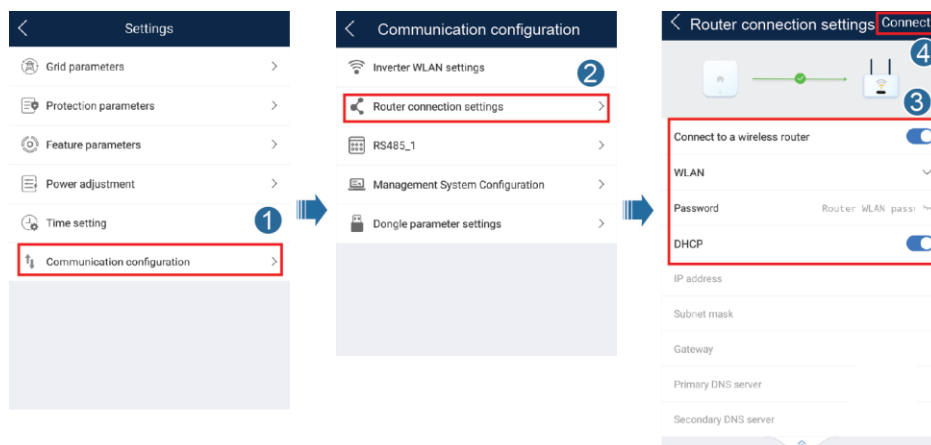 Settings
Grid parameters
Protection parameters
Feature parameters
Power adjustment
Time setting
1
Communication configuration
Communication configuration
Inverter WLAN settings
2
Router connection settings
RS485_1
Management System Configuration
Dongle parameter settings
Router connection settings Connect
4
3
Connect to a wireless router
WLAN
Password Router WLAN pass
DHCP
IP address
Subnet mask
Gateway
Primary DNS server
Secondary DNS server